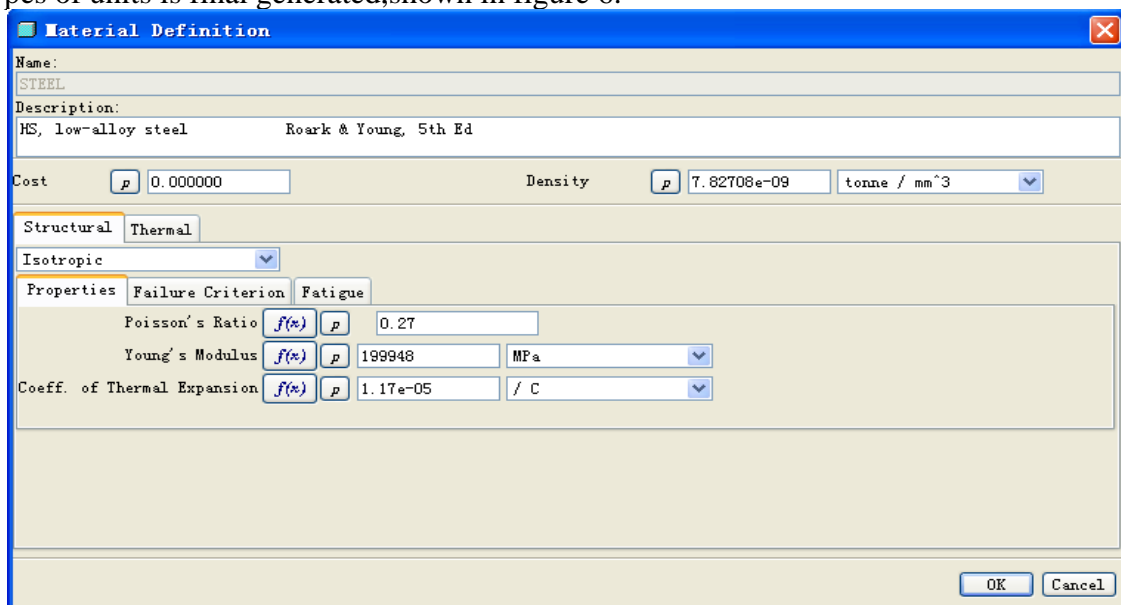 pes of units is final generated,shown in figure 6.
Material Definition
Name:
STEEL
Description:
HS, low-alloy steel Roark & Young, 5th Ed
Cost p 0.000000 Density p 7.82708e-09 tonne / mm^3
Structural Thermal
Isotropic
Properties Failure Criterion Fatigue
Poisson's Ratio f(x) p 0.27
Young's Modulus f(x) p 199948 MPa
Coeff. of Thermal Expansion f(x) p 1.17e-05 / C
OK Cancel